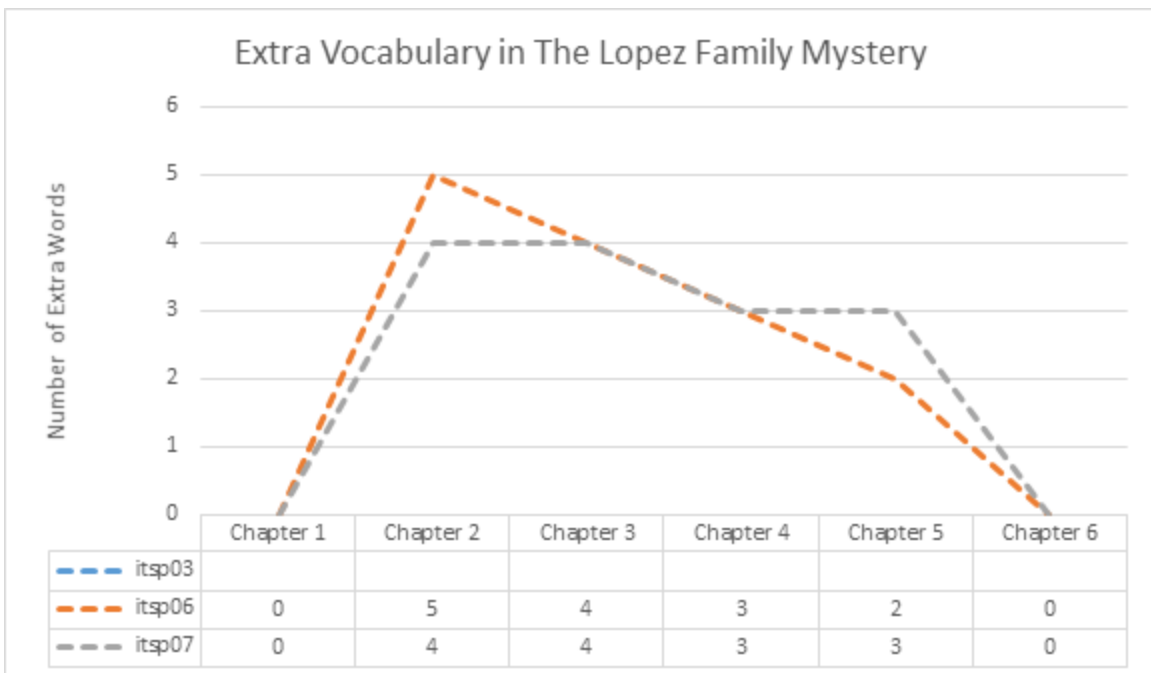 Extra Vocabulary in The Lopez Family Mystery
Number of Extra Words
6
5
4
3
2
1
0
Chapter 1 Chapter 2 Chapter 3 Chapter 4 Chapter 5 Chapter 6
itsp03
itsp06 0 5 4 3 2 0
itsp07 0 4 4 3 3 0